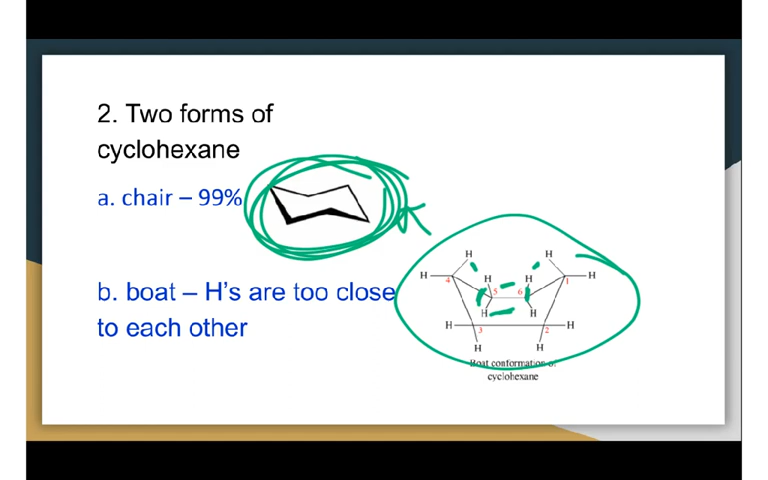 2. Two forms of
cyclohexane
a. chair – 99%
b. boat – H's are too close
to each other
H H
H 4 H H 1 H
5 6
H H
H 3 2 H
H H
Boat conformation of
cyclohexane